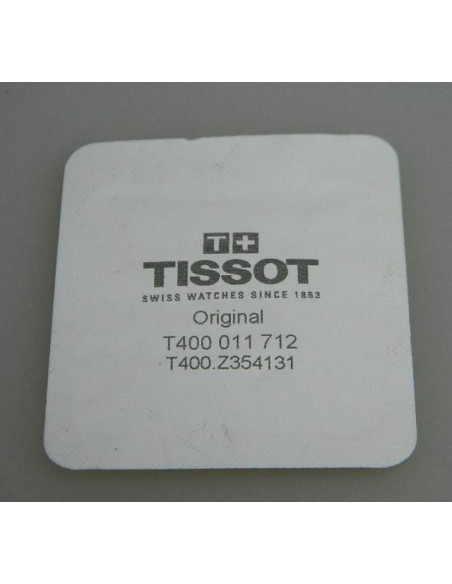 T+
TISSOT
SWISS WATCHES SINCE 1853
Original
T400 011 712
T400.Z354131